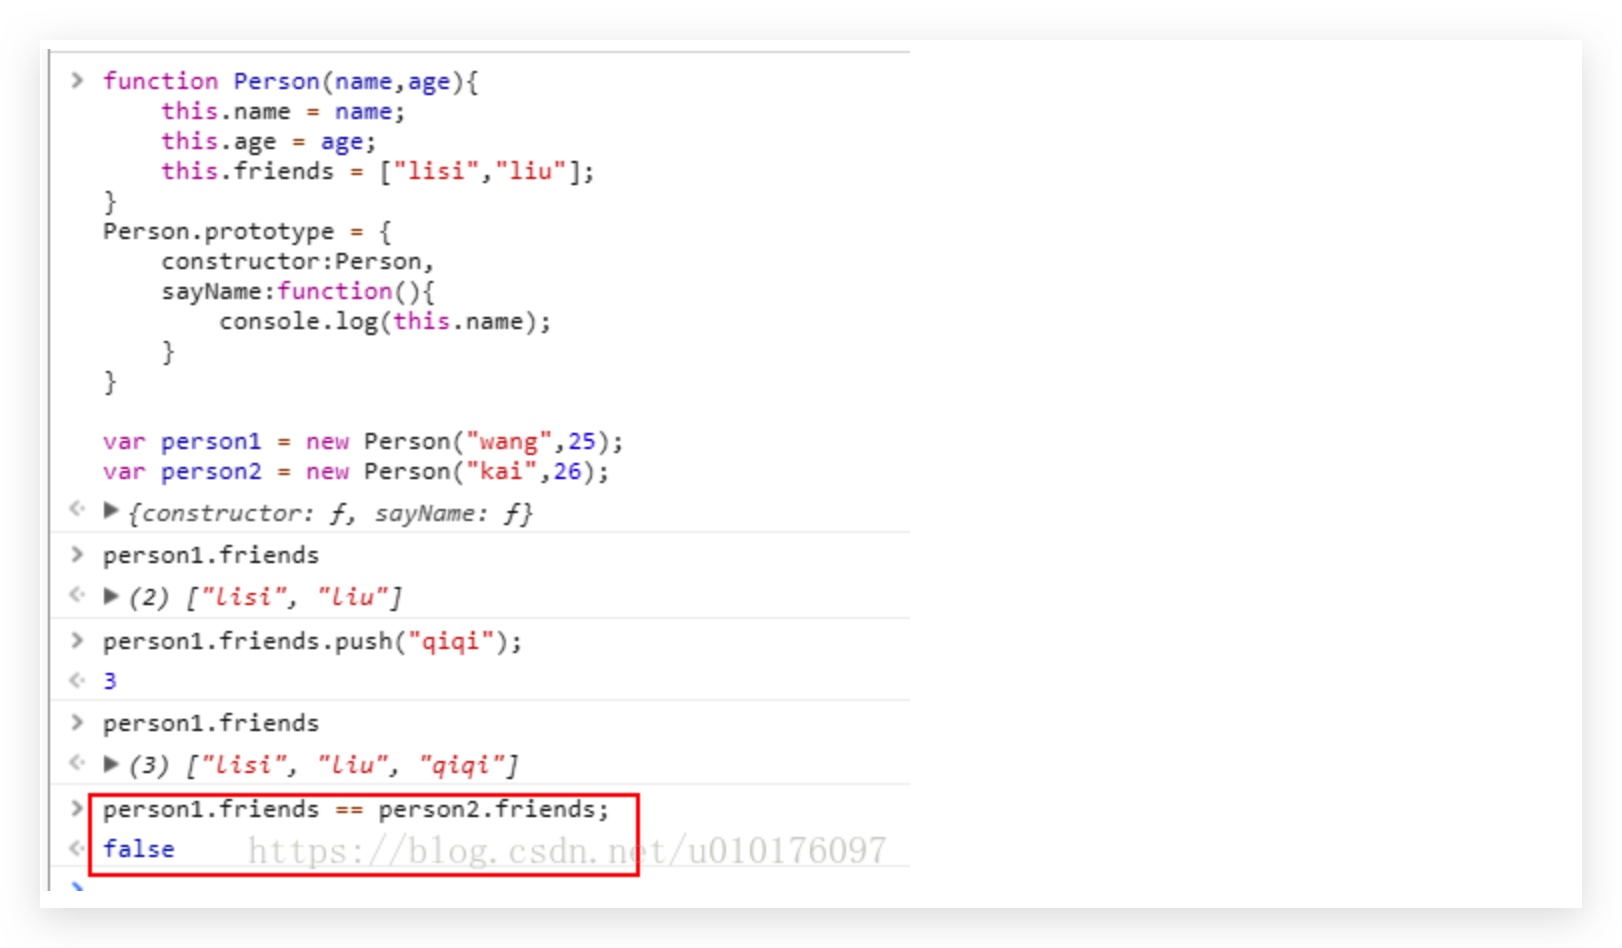 > function Person(name,age){
this.name = name;
this.age = age;
this.friends = ["lisi","liu"];
}
Person.prototype = {
constructor:Person,
sayName:function(){
console.log(this.name);
}
}
var person1 = new Person("wang",25);
var person2 = new Person("kai",26);
{constructor: ƒ, sayName: ƒ}
> person1.friends
(2) ["lisi", "liu"]
> person1.friends.push("qiqi");
3
> person1.friends
(3) ["lisi", "liu", "qiqi"]
> person1.friends == person2.friends;
false
https://blog.csdn.net/u010176097